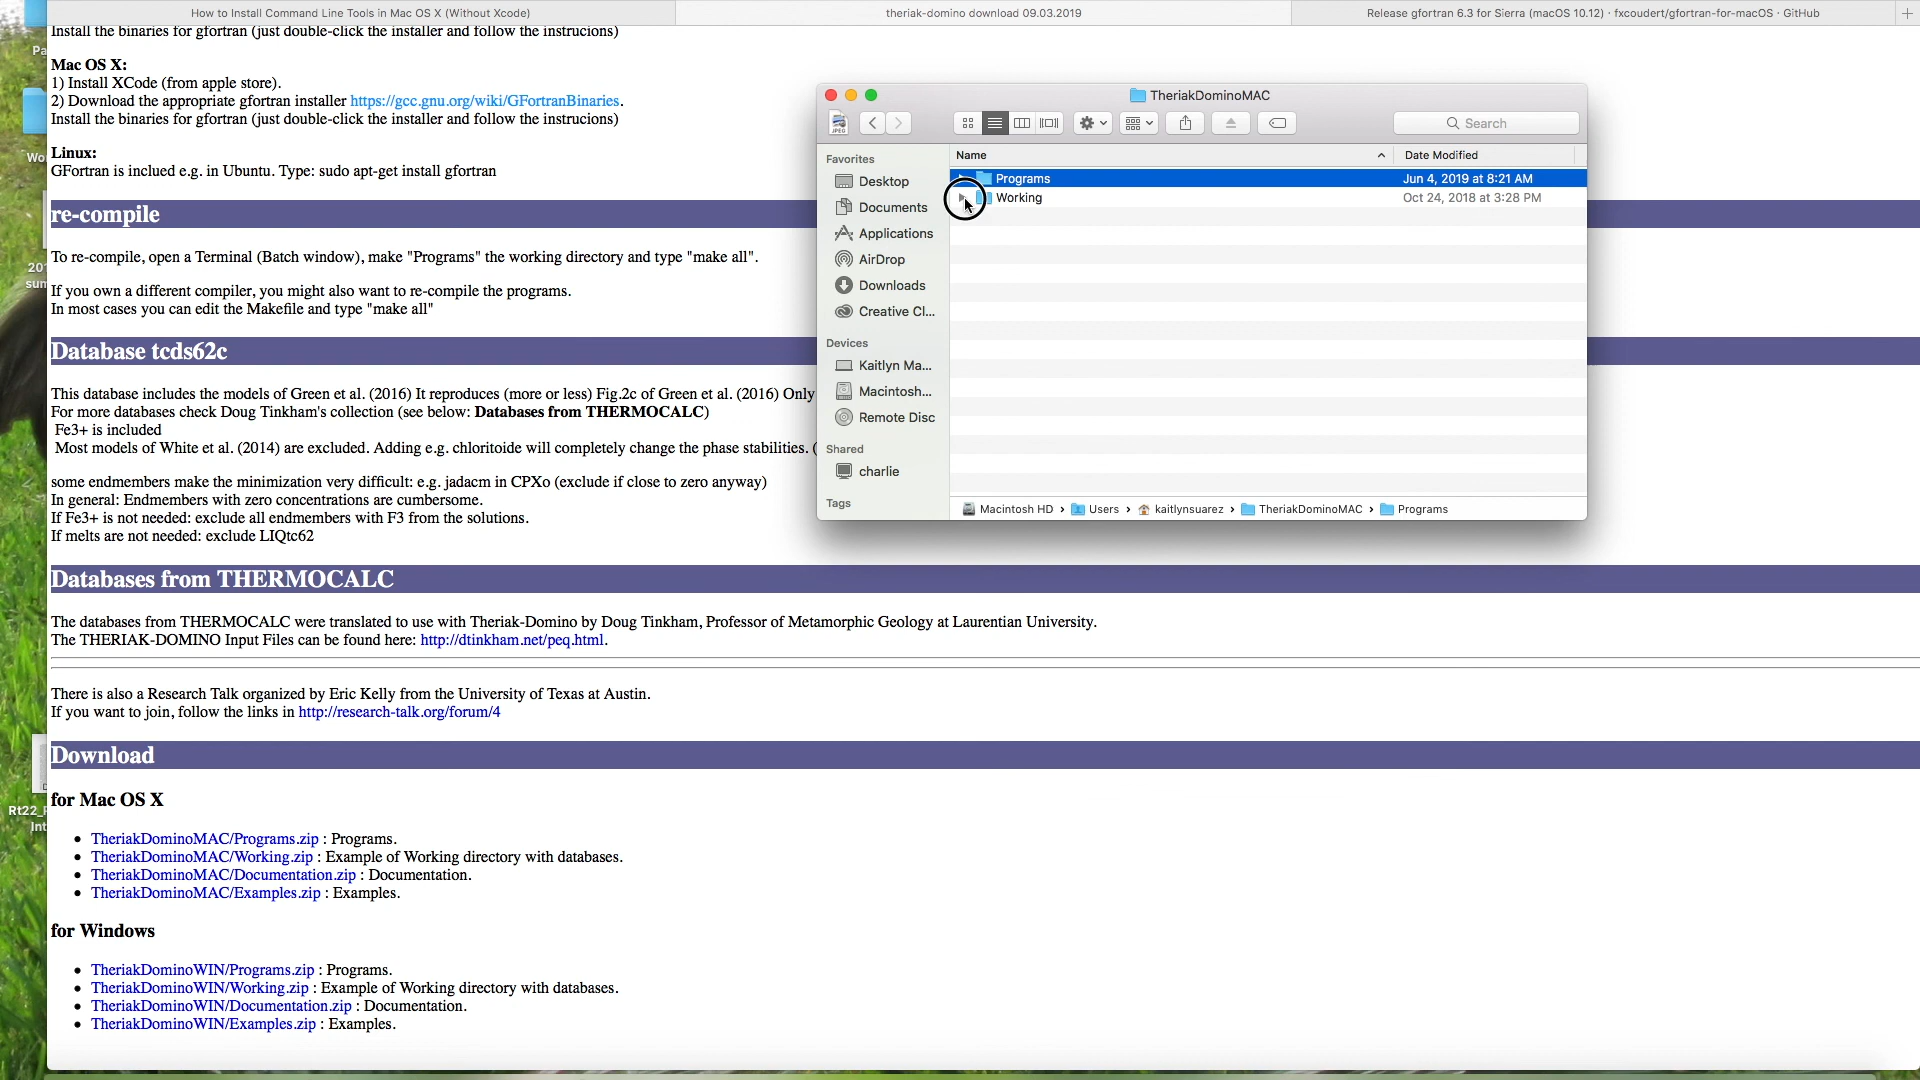 How to Install Command Line Tools in Mac OS X (Without Xcode)
theriak-domino download 09.03.2019
Release gfortran 6.3 for Sierra (macOS 10.12) · fxcoudert/gfortran-for-macOS · GitHub
Install the binaries for gfortran (just double-click the installer and follow the instrucions)
Mac OS X:
1) Install XCode (from apple store).
2) Download the appropriate gfortran installer https://gcc.gnu.org/wiki/GFortranBinaries.
Install the binaries for gfortran (just double-click the installer and follow the instrucions)
Linux:
GFortran is inclued e.g. in Ubuntu. Type: sudo apt-get install gfortran
re-compile
To re-compile, open a Terminal (Batch window), make "Programs" the working directory and type "make all".
If you own a different compiler, you might also want to re-compile the programs.
In most cases you can edit the Makefile and type "make all"
Database tcds62c
This database includes the models of Green et al. (2016) It reproduces (more or less) Fig.2c of Green et al. (2016) Only
For more databases check Doug Tinkham's collection (see below: Databases from THERMOCALC)
Fe3+ is included
Most models of White et al. (2014) are excluded. Adding e.g. chloritoide will completely change the phase stabilities. (
some endmembers make the minimization very difficult: e.g. jadacm in CPXo (exclude if close to zero anyway)
In general: Endmembers with zero concentrations are cumbersome.
If Fe3+ is not needed: exclude all endmembers with F3 from the solutions.
If melts are not needed: exclude LIQtc62
Databases from THERMOCALC
The databases from THERMOCALC were translated to use with Theriak-Domino by Doug Tinkham, Professor of Metamorphic Geology at Laurentian University.
The THERIAK-DOMINO Input Files can be found here: http://dtinkham.net/peq.html.
There is also a Research Talk organized by Eric Kelly from the University of Texas at Austin.
If you want to join, follow the links in http://research-talk.org/forum/4
Download
for Mac OS X
• TheriakDominoMAC/Programs.zip : Programs.
• TheriakDominoMAC/Working.zip : Example of Working directory with databases.
• TheriakDominoMAC/Documentation.zip : Documentation.
• TheriakDominoMAC/Examples.zip : Examples.
for Windows
• TheriakDominoWIN/Programs.zip : Programs.
• TheriakDominoWIN/Working.zip : Example of Working directory with databases.
• TheriakDominoWIN/Documentation.zip : Documentation.
• TheriakDominoWIN/Examples.zip : Examples.
TheriakDominoMAC
JPEG
Search
Favorites
Desktop
Documents
Applications
AirDrop
Downloads
Creative Cl...
Devices
Kaitlyn Ma...
Macintosh...
Remote Disc
Shared
charlie
Tags
Name Date Modified
Programs Jun 4, 2019 at 8:21 AM
Working Oct 24, 2018 at 3:28 PM
Macintosh HD › Users › kaitlynsuarez › TheriakDominoMAC › Programs
Pa
Wo
201
sum
Rt22_F
Int